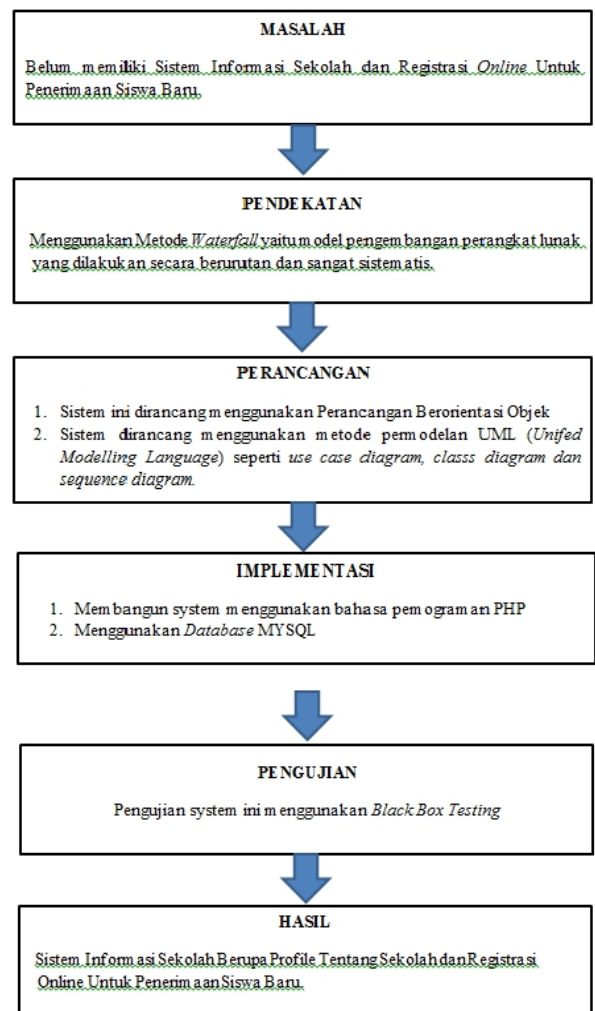 MASALAH
Belum memiliki Sistem Informasi Sekolah dan Registrasi Online Untuk
Penerimaan Siswa Baru.
PENDEKATAN
Menggunakan Metode Waterfall yaitu model pengembangan perangkat lunak
yang dilakukan secara berurutan dan sangat sistematis.
PERANCANGAN
1. Sistem ini dirancang menggunakan Perancangan Berorientasi Objek
2. Sistem dirancang menggunakan metode permodelan UML (Unifed
Modelling Language) seperti use case diagram, classs diagram dan
sequence diagram.
IMPLEMENTASI
1. Membangun system menggunakan bahasa pemograman PHP
2. Menggunakan Database MYSQL
PENGUJIAN
Pengujian system ini menggunakan Black Box Testing
HASIL
Sistem Informasi Sekolah Berupa Profile Tentang Sekolah dan Registrasi
Online Untuk Penerimaan Siswa Baru.